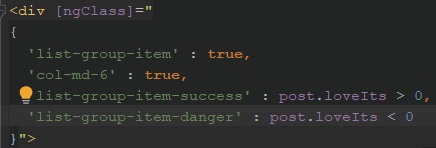 <div [ngClass]="
{
'list-group-item' : true,
'col-md-6' : true,
list-group-item-success' : post.loveIts > 0,
'list-group-item-danger' : post.loveIts < 0
}">